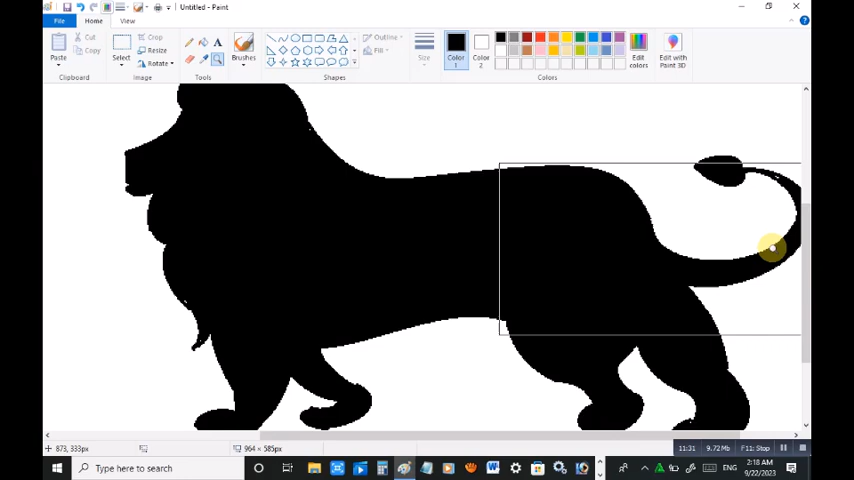 Untitled - Paint
File
Home
View
Paste
Cut
Copy
Clipboard
Select
Crop
Resize
Rotate
Image
A
Tools
Brushes
Outline
Fill
Shapes
Size
Color
1
Color
2
Edit
colors
Colors
Edit with
Paint 3D
873, 333px
964 × 585px
11:31
9.72 MB
F11: Stop
Type here to search
ENG
2:18 AM
9/22/2023